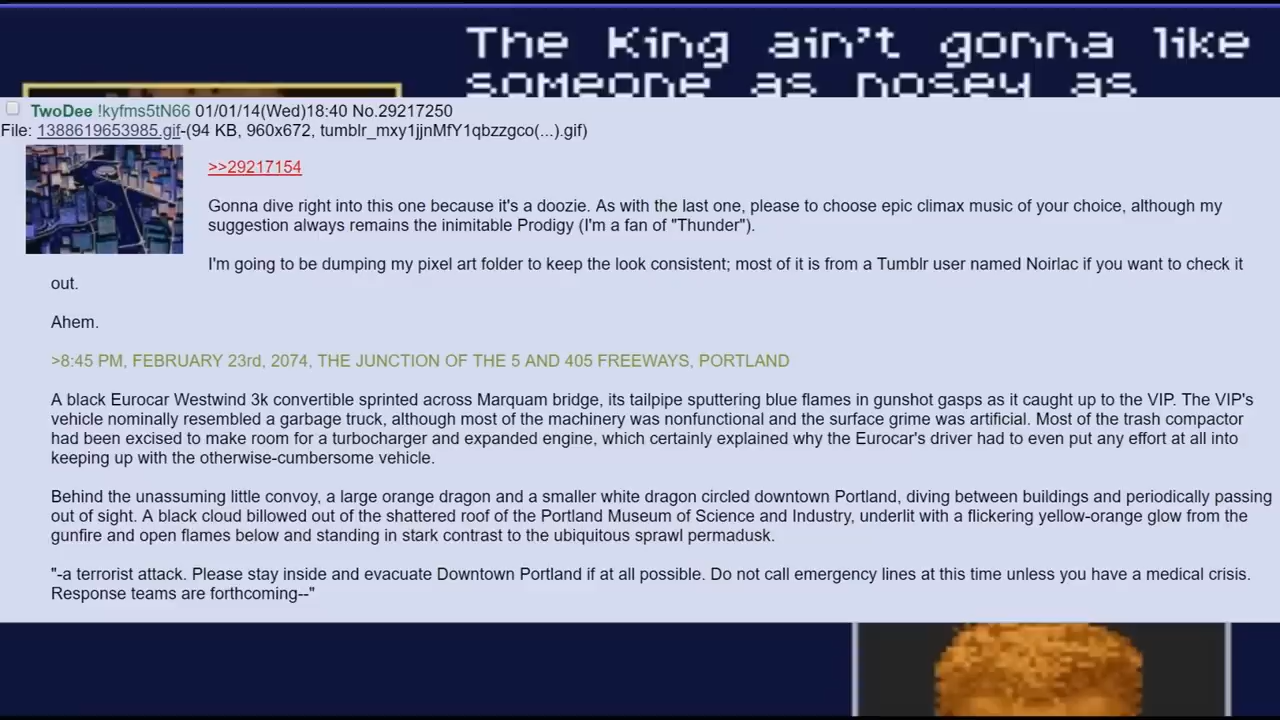 The King ain't gonna like
someone as nosey as
TwoDee !kyfms5tN66 01/01/14(Wed)18:40 No.29217250
File: 1388619653985.gif-(94 KB, 960x672, tumblr_mxy1jjnMfY1qbzzgco(...).gif)
>>29217154
Gonna dive right into this one because it's a doozie. As with the last one, please to choose epic climax music of your choice, although my
suggestion always remains the inimitable Prodigy (I'm a fan of "Thunder").
I'm going to be dumping my pixel art folder to keep the look consistent; most of it is from a Tumblr user named Noirlac if you want to check it
out.
Ahem.
>8:45 PM, FEBRUARY 23rd, 2074, THE JUNCTION OF THE 5 AND 405 FREEWAYS, PORTLAND
A black Eurocar Westwind 3k convertible sprinted across Marquam bridge, its tailpipe sputtering blue flames in gunshot gasps as it caught up to the VIP. The VIP's
vehicle nominally resembled a garbage truck, although most of the machinery was nonfunctional and the surface grime was artificial. Most of the trash compactor
had been excised to make room for a turbocharger and expanded engine, which certainly explained why the Eurocar's driver had to even put any effort at all into
keeping up with the otherwise-cumbersome vehicle.
Behind the unassuming little convoy, a large orange dragon and a smaller white dragon circled downtown Portland, diving between buildings and periodically passing
out of sight. A black cloud billowed out of the shattered roof of the Portland Museum of Science and Industry, underlit with a flickering yellow-orange glow from the
gunfire and open flames below and standing in stark contrast to the ubiquitous sprawl permadusk.
"-a terrorist attack. Please stay inside and evacuate Downtown Portland if at all possible. Do not call emergency lines at this time unless you have a medical crisis.
Response teams are forthcoming--"